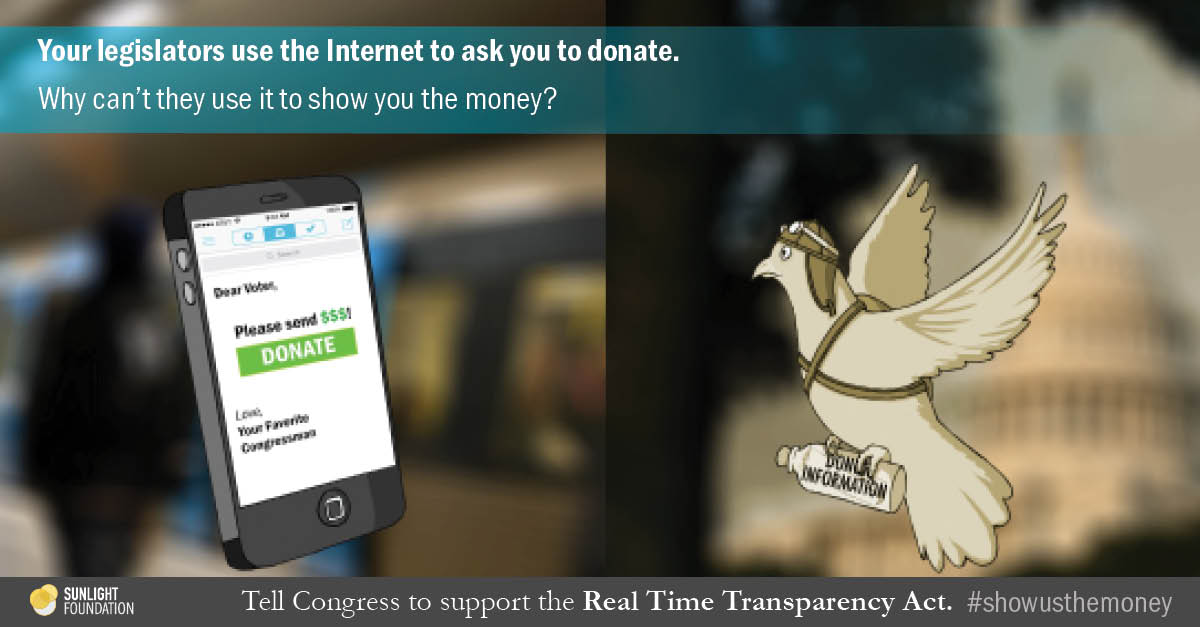 Your legislators use the Internet to ask you to donate.
Why can't they use it to show you the money?
Search
Dear Voter,
Please send $$$!
DONATE
Love,
Your Favorite
Congressman
INFORMATION
SUNLIGHT
FOUNDATION
Tell Congress to support the Real Time Transparency Act. #showusthemoney